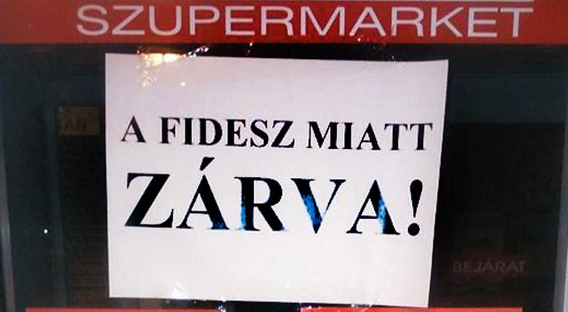 SZUPERMARKET
A FIDESZ MIATT
ZÁRVA!
BEJÁRAT